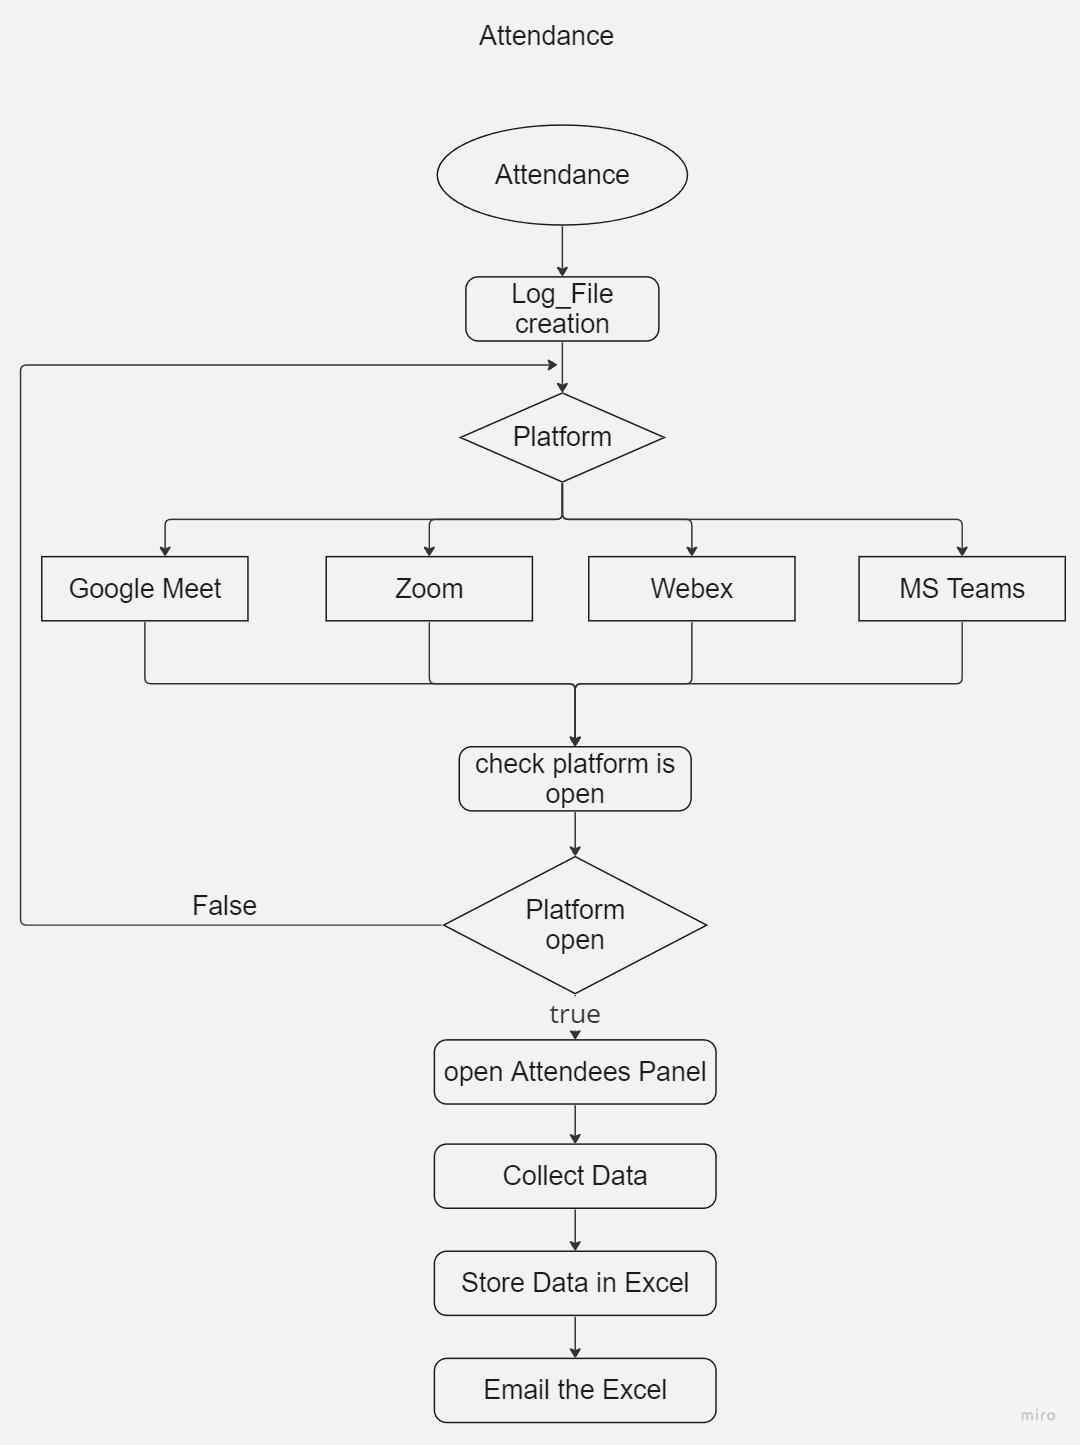 Attendance
Attendance
Log_File
creation
Platform
Google Meet
Zoom
Webex
MS Teams
check platform is
open
Platform
open
False
true
open Attendees Panel
Collect Data
Store Data in Excel
Email the Excel
miro